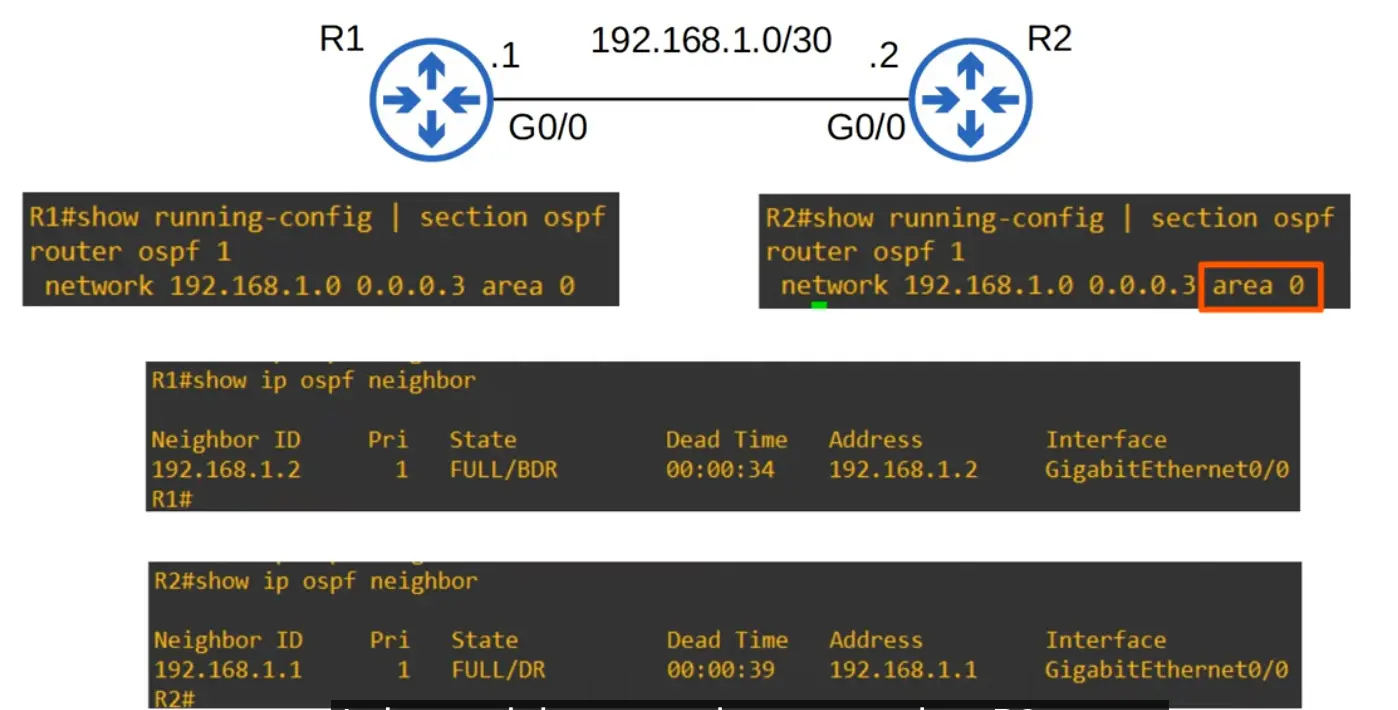 R1 192.168.1.0/30 R2
.1 .2
G0/0 G0/0
R1#show running-config | section ospf
router ospf 1
network 192.168.1.0 0.0.0.3 area 0
R2#show running-config | section ospf
router ospf 1
network 192.168.1.0 0.0.0.3 area 0
R1#show ip ospf neighbor
Neighbor ID Pri State Dead Time Address Interface
192.168.1.2 1 FULL/BDR 00:00:34 192.168.1.2 GigabitEthernet0/0
R1#
R2#show ip ospf neighbor
Neighbor ID Pri State Dead Time Address Interface
192.168.1.1 1 FULL/DR 00:00:39 192.168.1.1 GigabitEthernet0/0
R2#